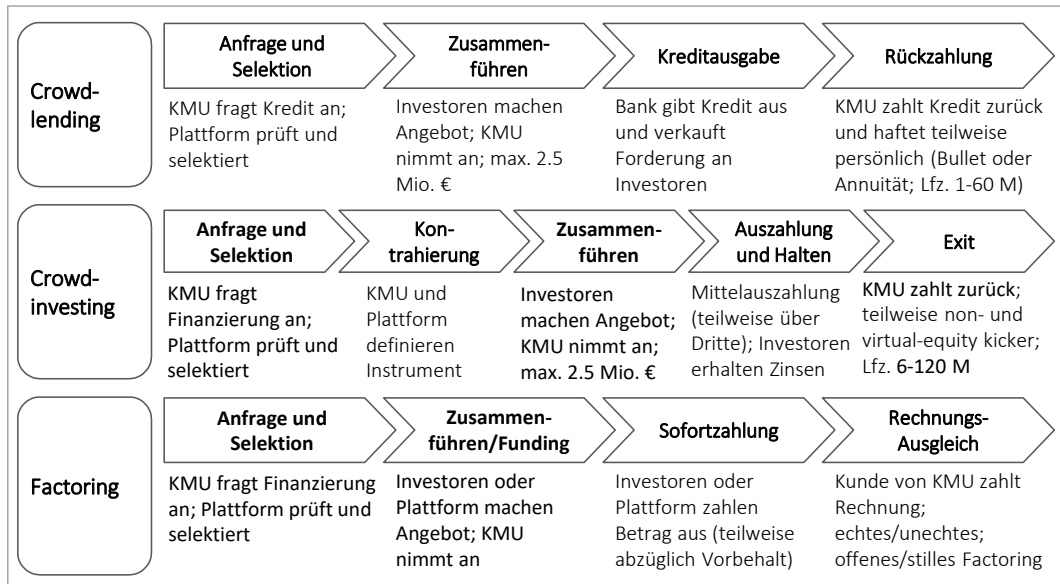 Crowd-
lending
Anfrage und
Selektion
KMU fragt Kredit an;
Plattform prüft und
selektiert
Zusammen-
führen
Investoren machen
Angebot; KMU
nimmt an; max. 2.5
Mio. €
Kreditausgabe
Bank gibt Kredit aus
und verkauft
Forderung an
Investoren
Rückzahlung
KMU zahlt Kredit zurück
und haftet teilweise
persönlich (Bullet oder
Annuität; Lfz. 1-60 M)
Crowd-
investing
Anfrage und
Selektion
KMU fragt
Finanzierung an;
Plattform prüft und
selektiert
Kon-
trahierung
KMU und
Plattform
definieren
Instrument
Zusammen-
führen
Investoren
machen Angebot;
KMU nimmt an;
max. 2.5 Mio. €
Auszahlung
und Halten
Mittelauszahlung
(teilweise über
Dritte); Investoren
erhalten Zinsen
Exit
KMU zahlt zurück;
teilweise non- und
virtual-equity kicker;
Lfz. 6-120 M
Factoring
Anfrage und
Selektion
KMU fragt Finanzierung
an; Plattform prüft und
selektiert
Zusammen-
führen/Funding
Investoren oder
Plattform machen
Angebot; KMU
nimmt an
Sofortzahlung
Investoren oder
Plattform zahlen
Betrag aus (teilweise
abzüglich Vorbehalt)
Rechnungs-
Ausgleich
Kunde von KMU zahlt
Rechnung;
echtes/unechtes;
offenes/stilles Factoring